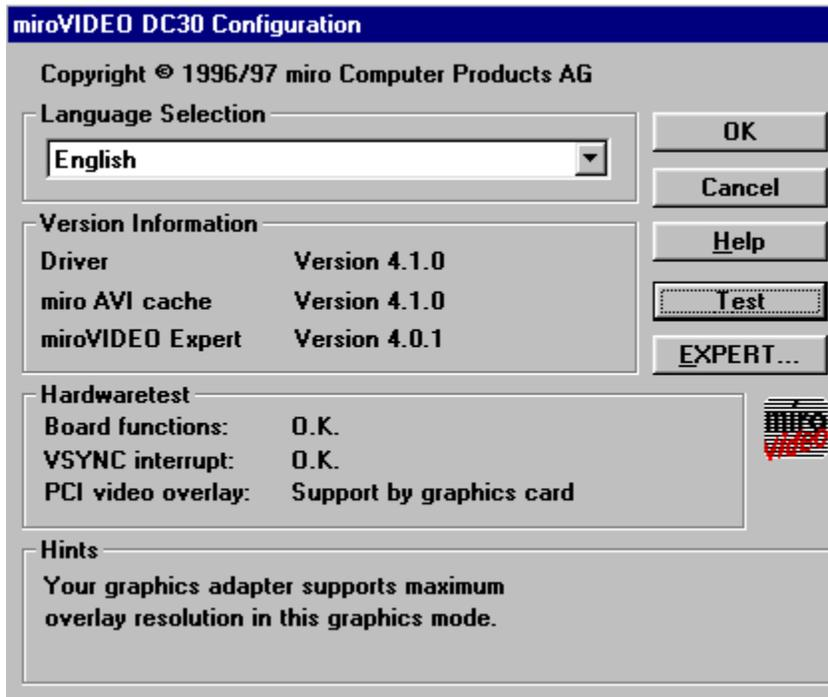 miroVIDEO DC30 Configuration
Copyright © 1996/97 miro Computer Products AG
Language Selection
English
OK
Cancel
Help
Test
EXPERT...
Version Information
Driver Version 4.1.0
miro AVI cache Version 4.1.0
miroVIDEO Expert Version 4.0.1
Hardwaretest
Board functions: O.K.
VSYNC interrupt: O.K.
PCI video overlay: Support by graphics card
miro
VIDEO
Hints
Your graphics adapter supports maximum
overlay resolution in this graphics mode.